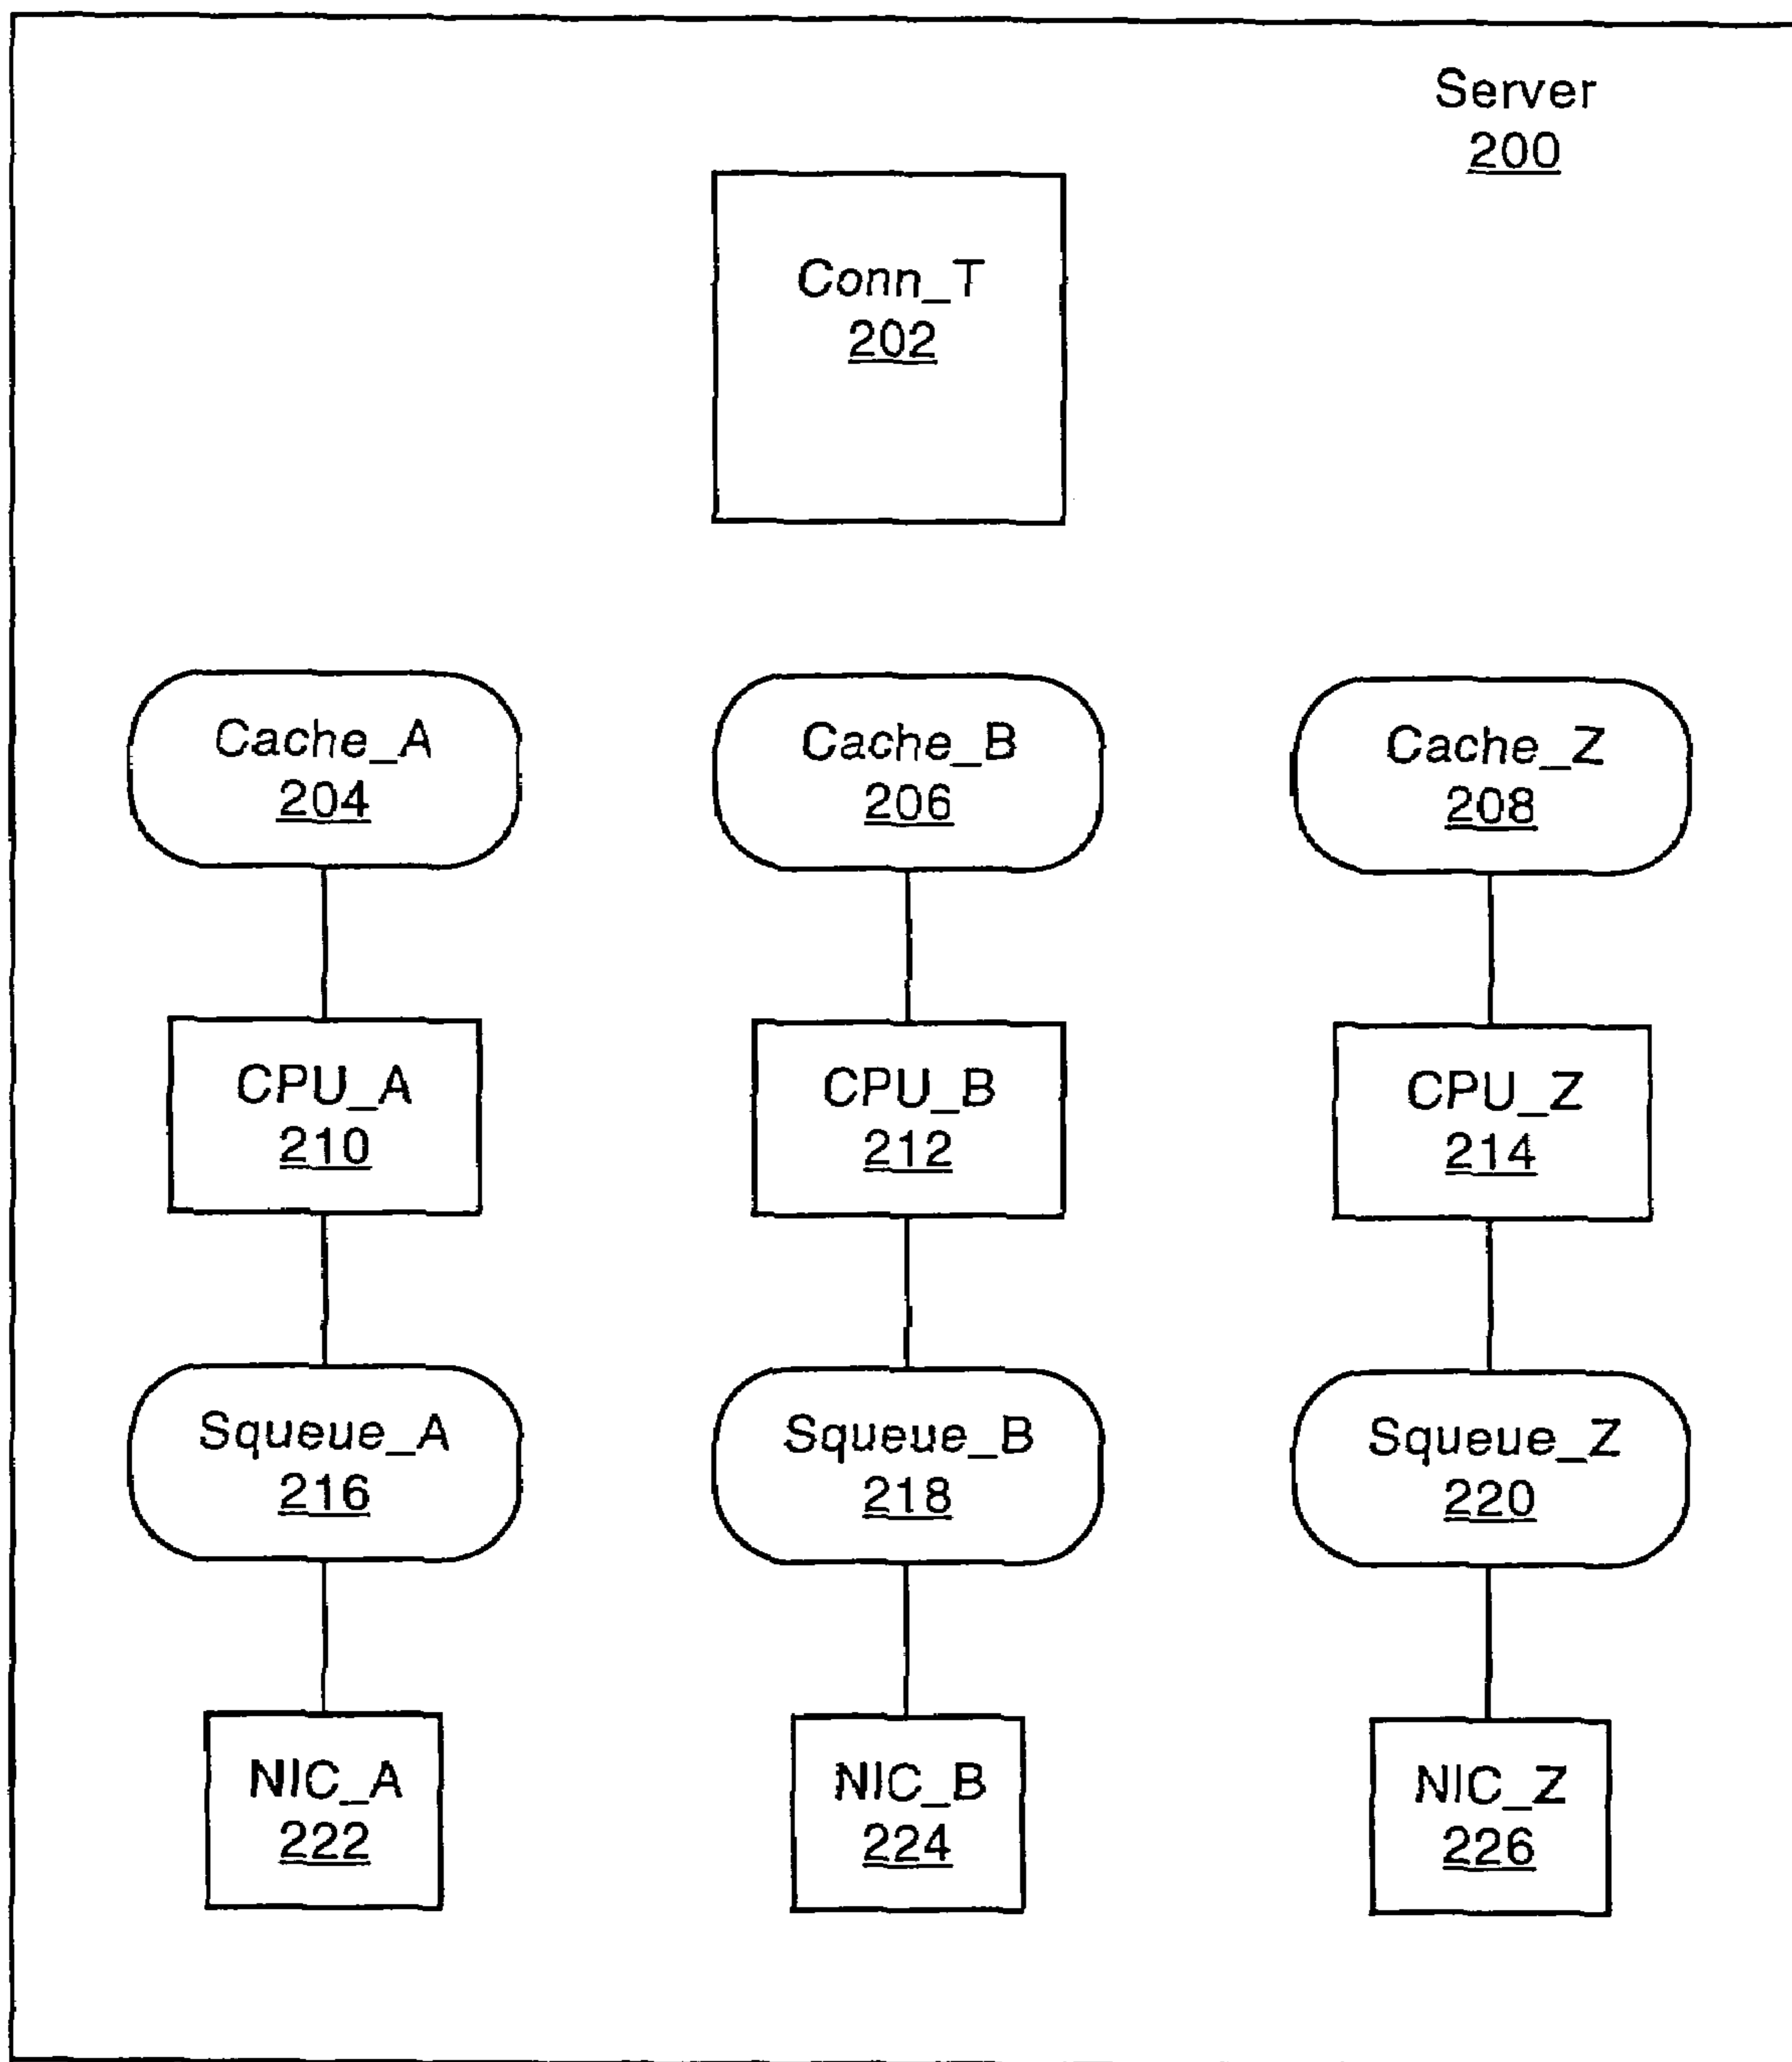 Server
200
Conn_T
202
Cache_A
204
Cache_B
206
Cache_Z
208
CPU_A
210
CPU_B
212
CPU_Z
214
Squeue_A
216
Squeue_B
218
Squeue_Z
220
NIC_A
222
NIC_B
224
NIC_Z
226